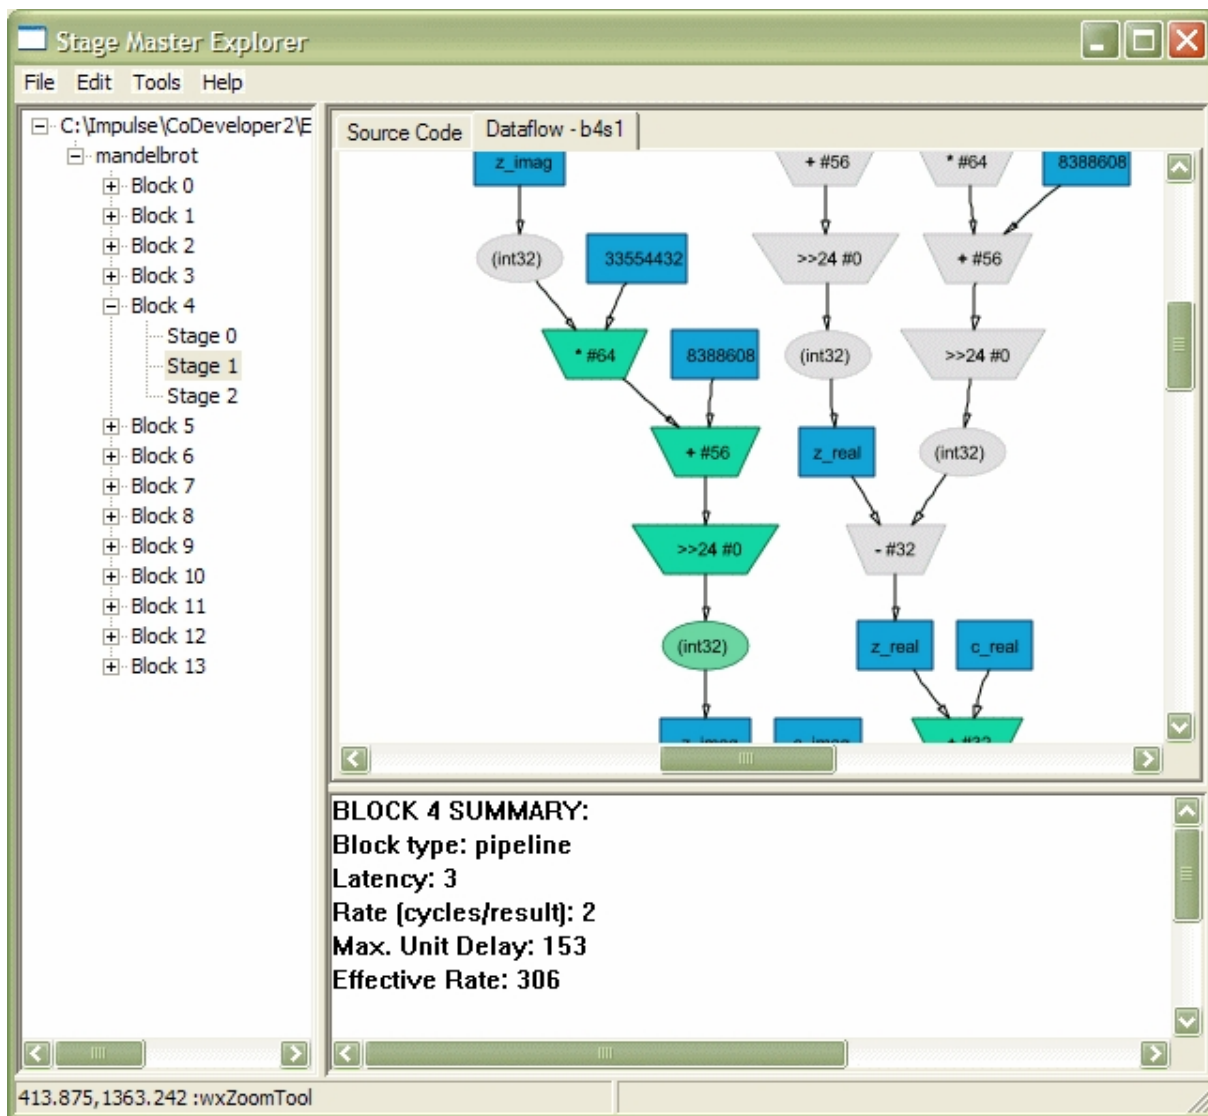 Stage Master Explorer
File Edit Tools Help
C:\Impulse\CoDeveloper2\E
mandelbrot
Block 0
Block 1
Block 2
Block 3
Block 4
Stage 0
Stage 1
Stage 2
Block 5
Block 6
Block 7
Block 8
Block 9
Block 10
Block 11
Block 12
Block 13
Source Code Dataflow - b4s1
z_imag + #56 * #64 8388608
(int32) 33554432 >>24 #0 + #56
* #64 8388608 (int32) >>24 #0
+ #56 z_real (int32)
>>24 #0 - #32
(int32) z_real c_real
z_imag c_imag + #32
BLOCK 4 SUMMARY:
Block type: pipeline
Latency: 3
Rate (cycles/result): 2
Max. Unit Delay: 153
Effective Rate: 306
413.875,1363.242 :wxZoomTool